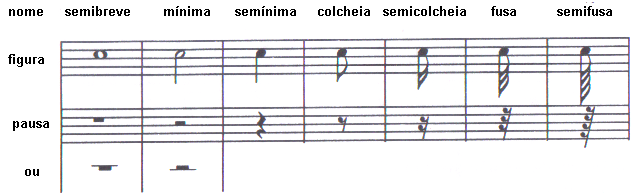 nome semibreve mínima semínima colcheia semicolcheia fusa semifusa
figura
pausa
ou